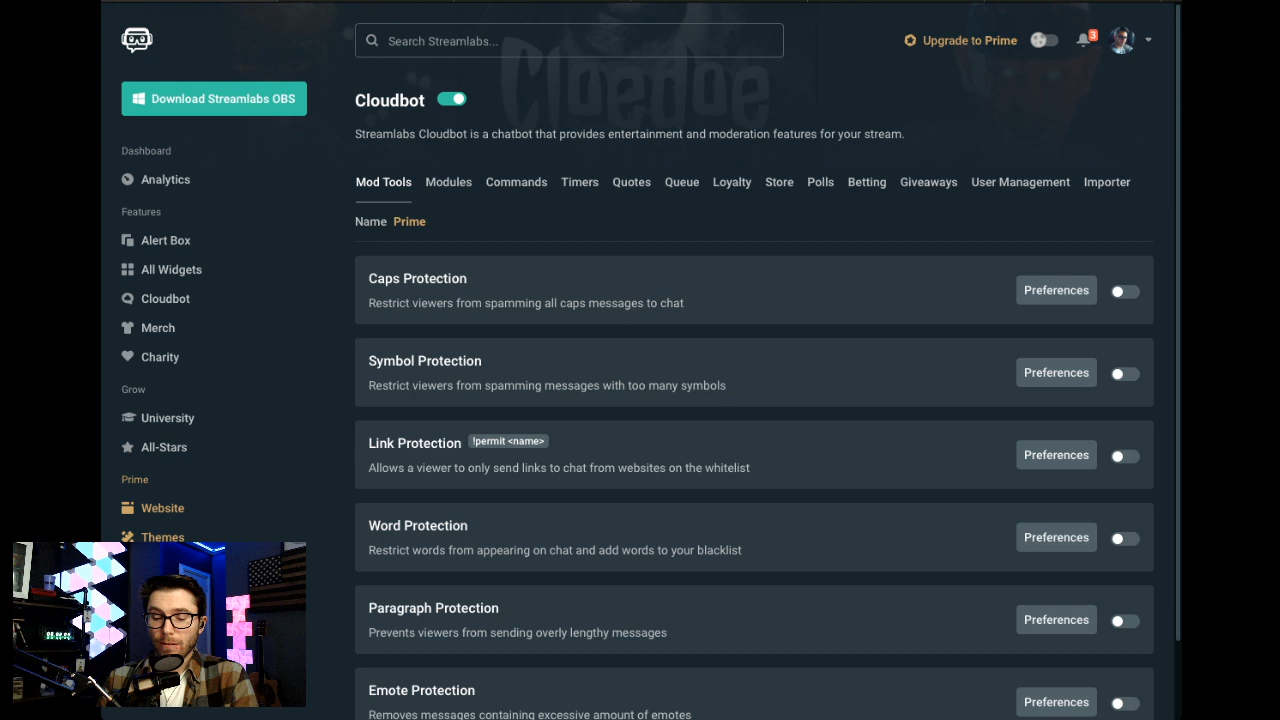 Search Streamlabs...
Upgrade to Prime
3
Download Streamlabs OBS
Cloudbot
Streamlabs Cloudbot is a chatbot that provides entertainment and moderation features for your stream.
Dashboard
Analytics
Features
Alert Box
All Widgets
Cloudbot
Merch
Charity
Grow
University
All-Stars
Prime
Website
Themes
Mod Tools Modules Commands Timers Quotes Queue Loyalty Store Polls Betting Giveaways User Management Importer
Name Prime
Caps Protection
Restrict viewers from spamming all caps messages to chat
Preferences
Symbol Protection
Restrict viewers from spamming messages with too many symbols
Preferences
Link Protection !permit <name>
Allows a viewer to only send links to chat from websites on the whitelist
Preferences
Word Protection
Restrict words from appearing on chat and add words to your blacklist
Preferences
Paragraph Protection
Prevents viewers from sending overly lengthy messages
Preferences
Emote Protection
Removes messages containing excessive amount of emotes
Preferences